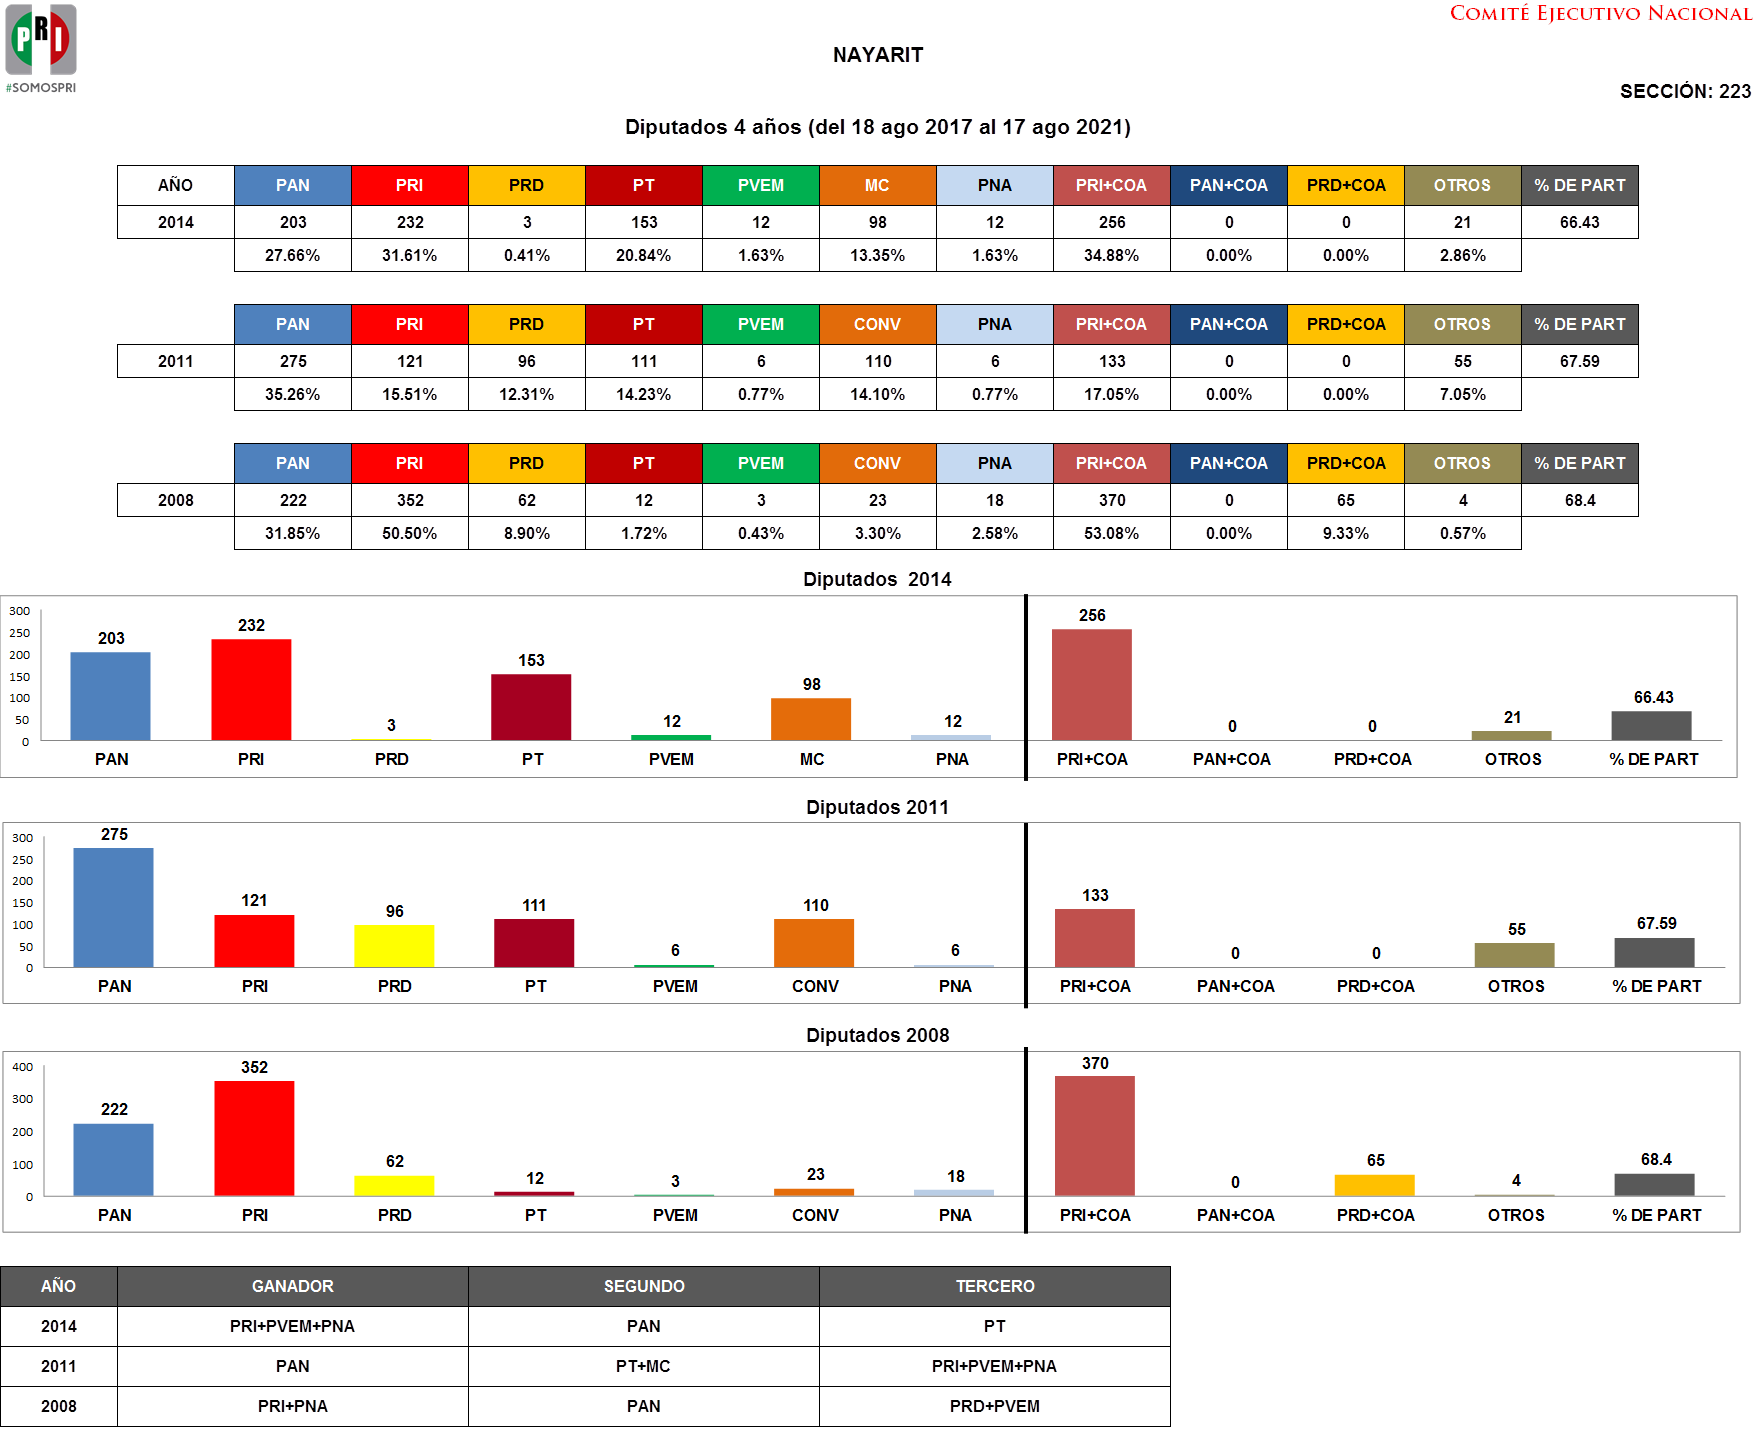 PRI
#SOMOSPRI
COMITÉ EJECUTIVO NACIONAL
NAYARIT
SECCIÓN: 223
Diputados 4 años (del 18 ago 2017 al 17 ago 2021)
AÑO PAN PRI PRD PT PVEM MC PNA PRI+COA PAN+COA PRD+COA OTROS % DE PART
2014 203 232 3 153 12 98 12 256 0 0 21 66.43
27.66% 31.61% 0.41% 20.84% 1.63% 13.35% 1.63% 34.88% 0.00% 0.00% 2.86%
PAN PRI PRD PT PVEM CONV PNA PRI+COA PAN+COA PRD+COA OTROS % DE PART
2011 275 121 96 111 6 110 6 133 0 0 55 67.59
35.26% 15.51% 12.31% 14.23% 0.77% 14.10% 0.77% 17.05% 0.00% 0.00% 7.05%
PAN PRI PRD PT PVEM CONV PNA PRI+COA PAN+COA PRD+COA OTROS % DE PART
2008 222 352 62 12 3 23 18 370 0 65 4 68.4
31.85% 50.50% 8.90% 1.72% 0.43% 3.30% 2.58% 53.08% 0.00% 9.33% 0.57%
Diputados 2014
300
250
200
150
100
50
0
203 232 3 153 12 98 12 256 0 0 21 66.43
PAN PRI PRD PT PVEM MC PNA PRI+COA PAN+COA PRD+COA OTROS % DE PART
Diputados 2011
300
250
200
150
100
50
0
275 121 96 111 6 110 6 133 0 0 55 67.59
PAN PRI PRD PT PVEM CONV PNA PRI+COA PAN+COA PRD+COA OTROS % DE PART
Diputados 2008
400
300
200
100
0
222 352 62 12 3 23 18 370 0 65 4 68.4
PAN PRI PRD PT PVEM CONV PNA PRI+COA PAN+COA PRD+COA OTROS % DE PART
AÑO GANADOR SEGUNDO TERCERO
2014 PRI+PVEM+PNA PAN PT
2011 PAN PT+MC PRI+PVEM+PNA
2008 PRI+PNA PAN PRD+PVEM